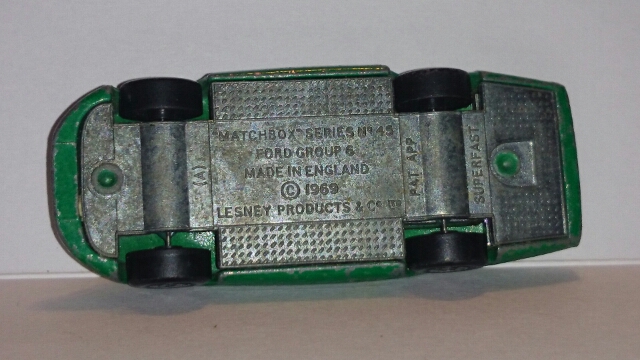 MATCHBOX SERIES Nº 45
FORD GROUP 6
MADE IN ENGLAND
© 1969
LESNEY PRODUCTS & Cº LTD
(A)
PAT APP
SUPERFAST